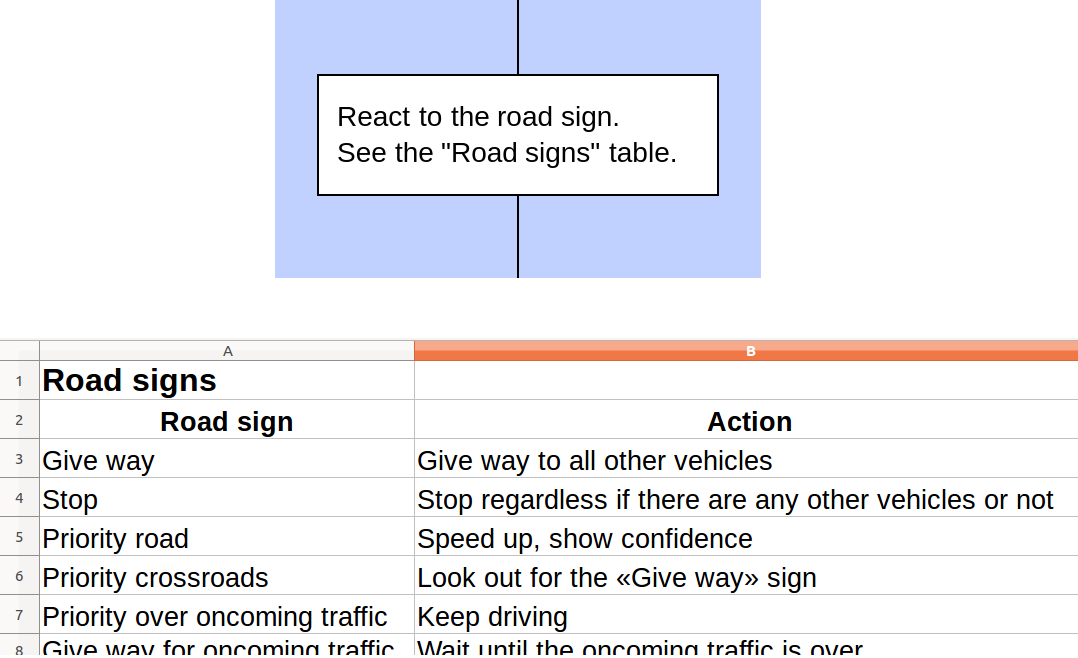 React to the road sign.
See the "Road signs" table.
A B
1 Road signs
2 Road sign Action
3 Give way Give way to all other vehicles
4 Stop Stop regardless if there are any other vehicles or not
5 Priority road Speed up, show confidence
6 Priority crossroads Look out for the «Give way» sign
7 Priority over oncoming traffic Keep driving
8 Give way for oncoming traffic Wait until the oncoming traffic is over